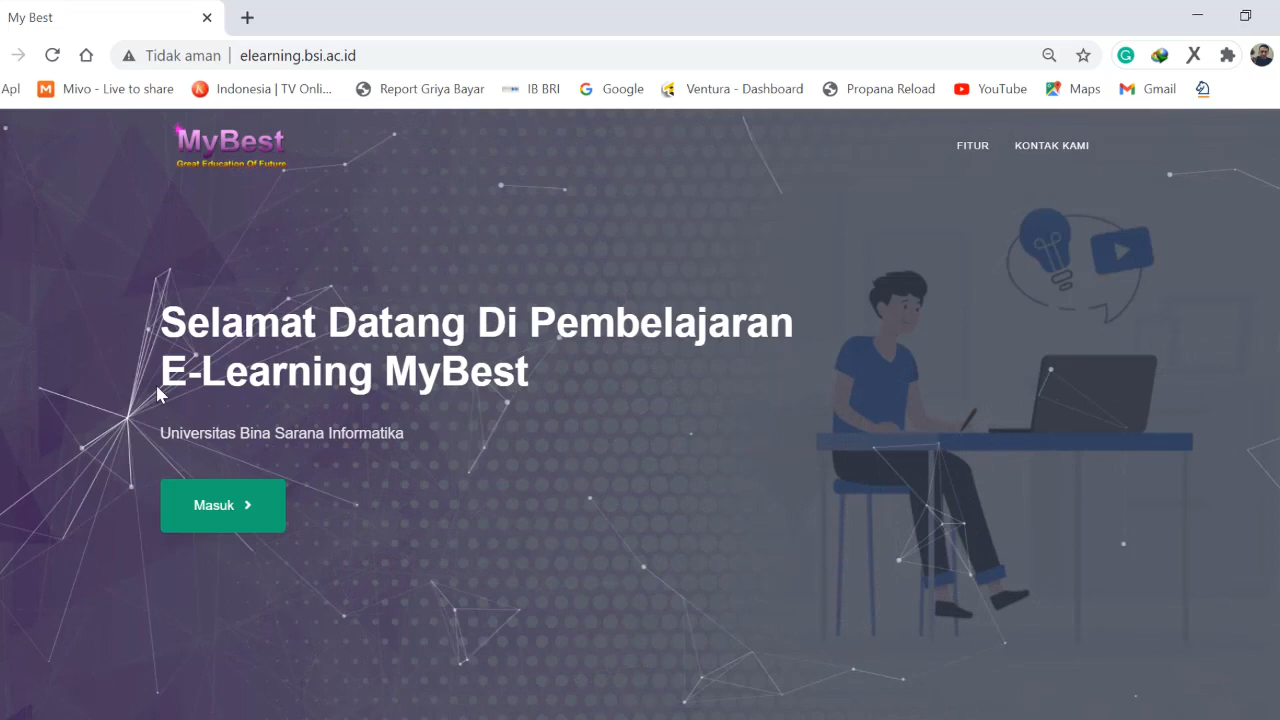 My Best
Tidak aman
elearning.bsi.ac.id
Apl
Mivo - Live to share
Indonesia | TV Onli...
Report Griya Bayar
IB BRI
Google
Ventura - Dashboard
Propana Reload
YouTube
Maps
Gmail
MyBest
Great Education Of Future
FITUR
KONTAK KAMI
Selamat Datang Di Pembelajaran
E-Learning MyBest
Universitas Bina Sarana Informatika
Masuk